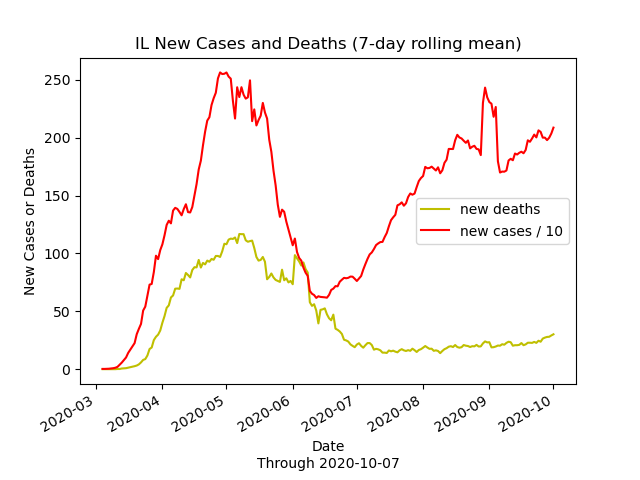 IL New Cases and Deaths (7-day rolling mean)
New Cases or Deaths
250
200
150
100
50
0
new deaths
new cases / 10
2020-03
2020-04
2020-05
2020-06
2020-07
2020-08
2020-09
2020-10
Date
Through 2020-10-07